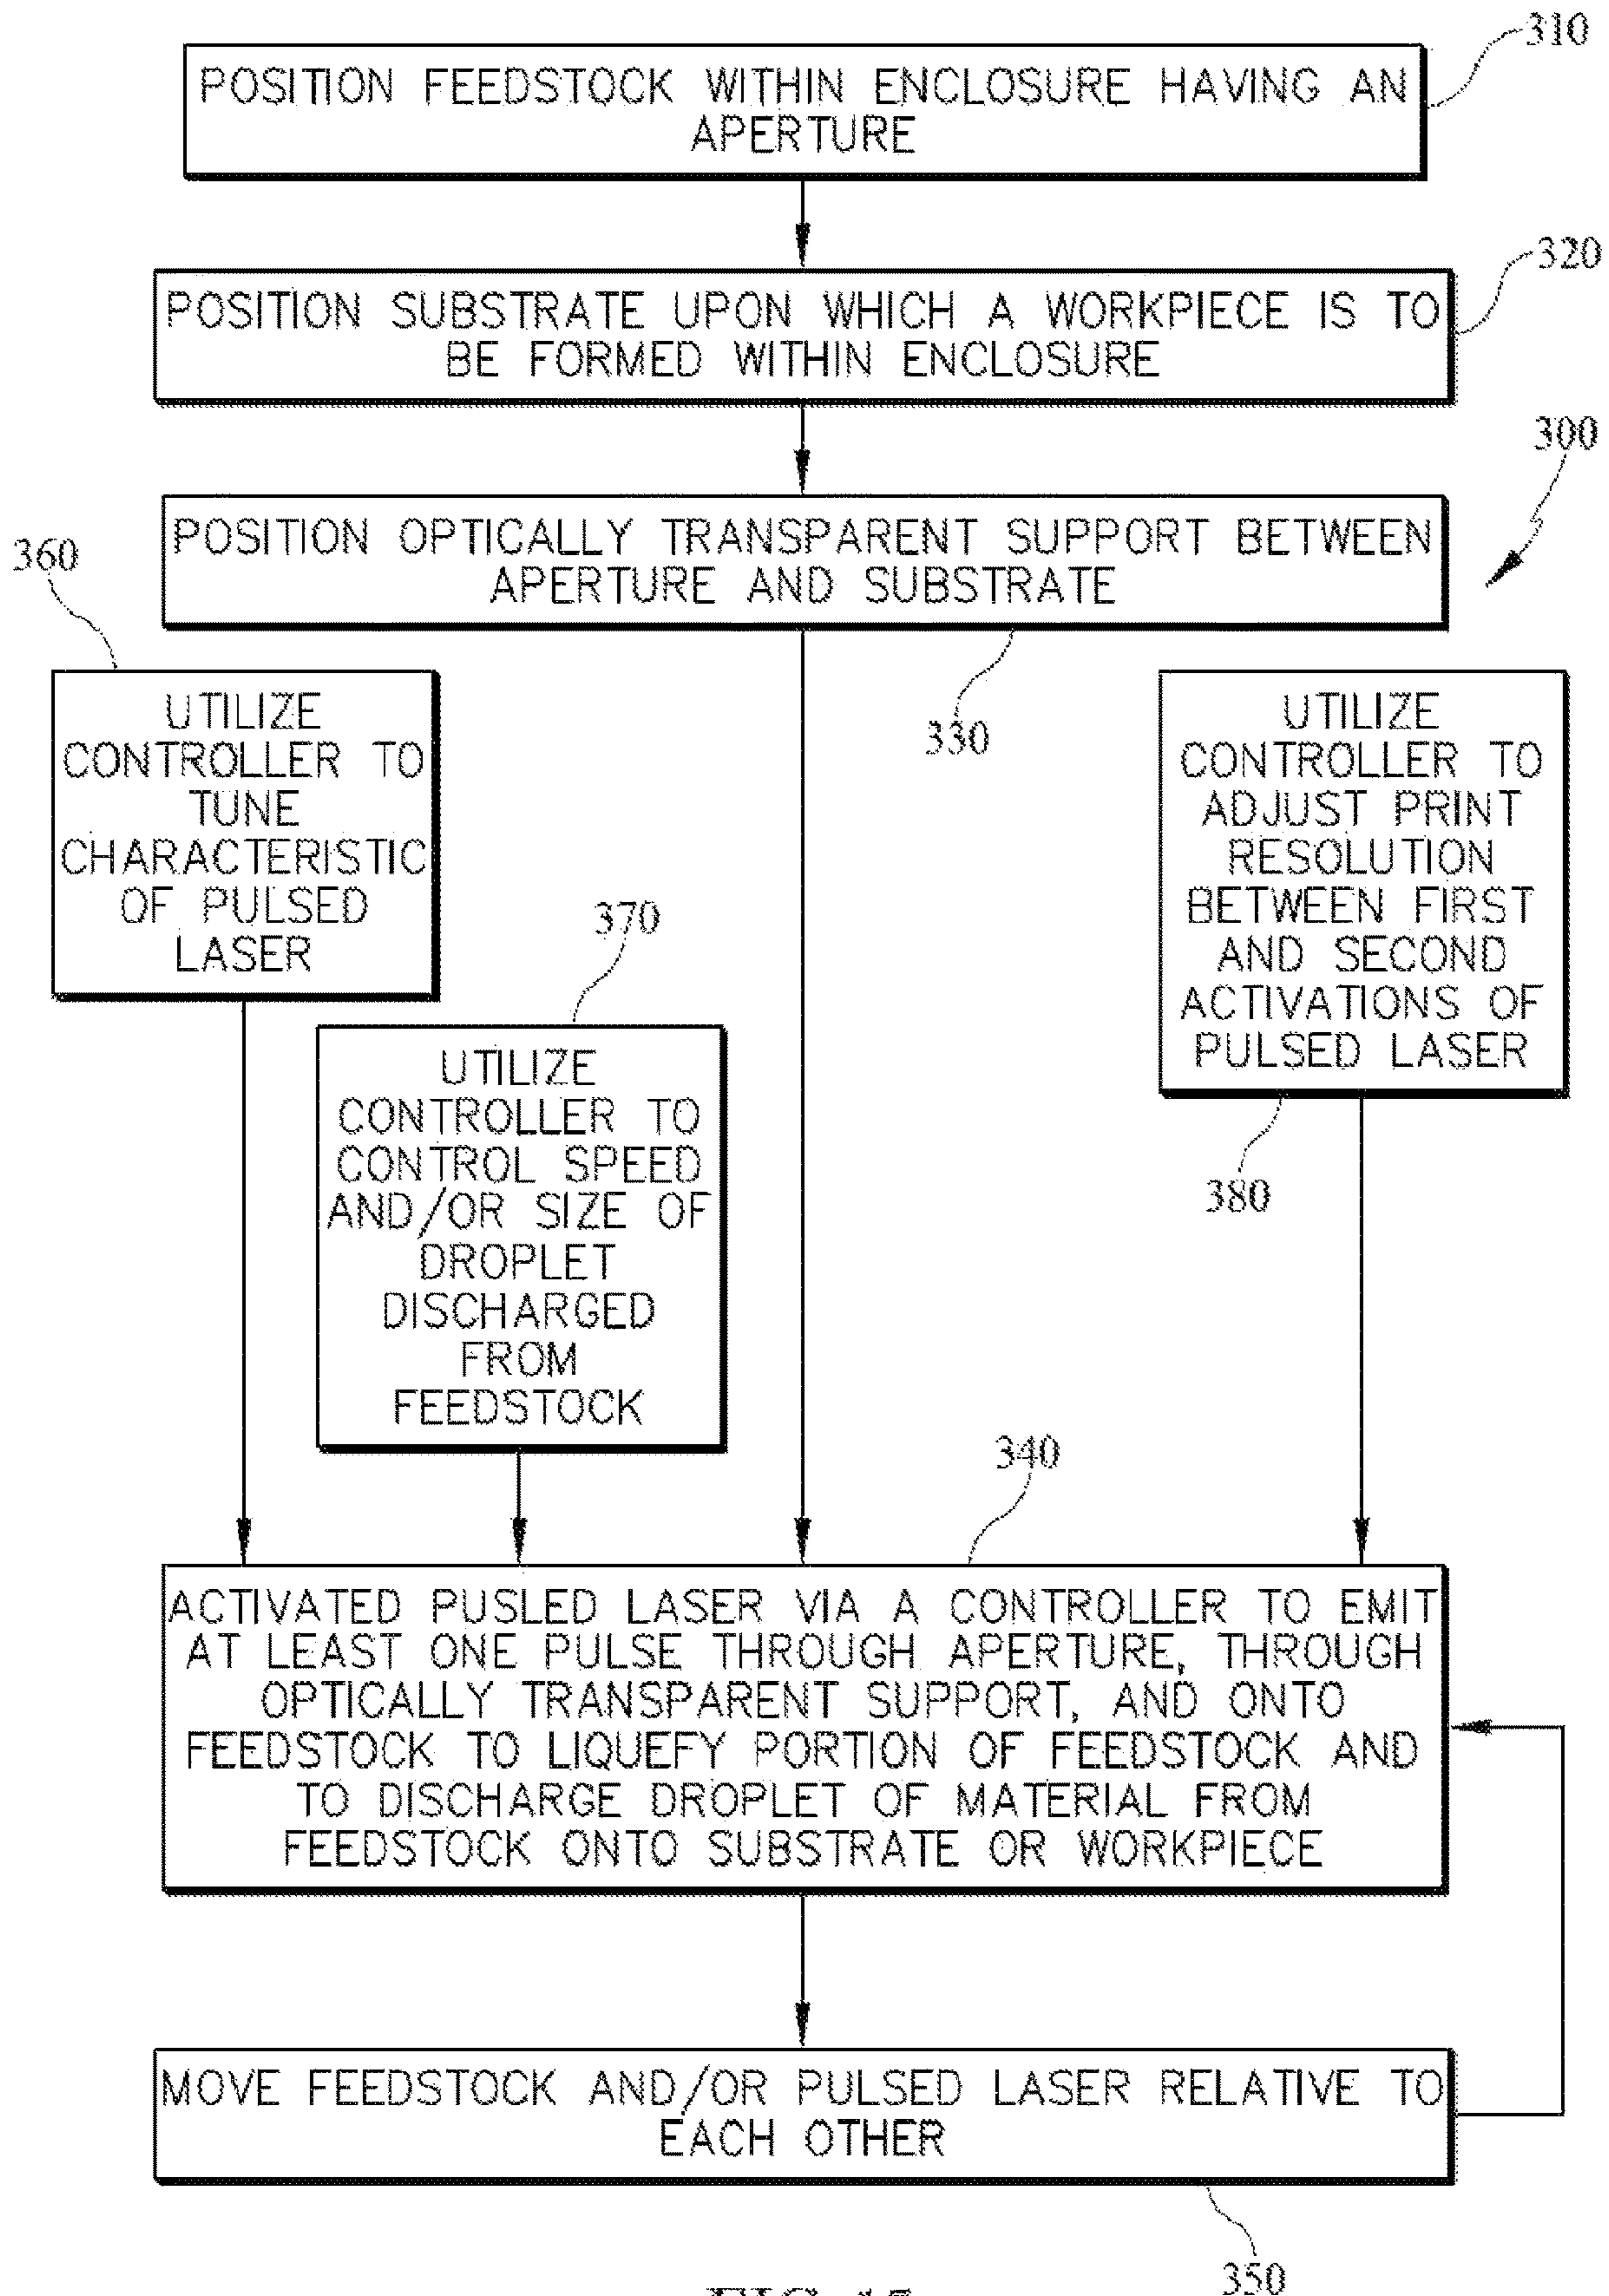 310
POSITION FEEDSTOCK WITHIN ENCLOSURE HAVING AN
APERTURE
320
POSITION SUBSTRATE UPON WHICH A WORKPIECE IS TO
BE FORMED WITHIN ENCLOSURE
300
POSITION OPTICALLY TRANSPARENT SUPPORT BETWEEN
APERTURE AND SUBSTRATE
330
360
UTILIZE
CONTROLLER TO
TUNE
CHARACTERISTIC
OF PULSED
LASER
370
UTILIZE
CONTROLLER TO
CONTROL SPEED
AND/OR SIZE OF
DROPLET
DISCHARGED
FROM
FEEDSTOCK
UTILIZE
CONTROLLER TO
ADJUST PRINT
RESOLUTION
BETWEEN FIRST
AND SECOND
ACTIVATIONS OF
PULSED LASER
380
340
ACTIVATED PUSLED LASER VIA A CONTROLLER TO EMIT
AT LEAST ONE PULSE THROUGH APERTURE, THROUGH
OPTICALLY TRANSPARENT SUPPORT, AND ONTO
FEEDSTOCK TO LIQUEFY PORTION OF FEEDSTOCK AND
TO DISCHARGE DROPLET OF MATERIAL FROM
FEEDSTOCK ONTO SUBSTRATE OR WORKPIECE
MOVE FEEDSTOCK AND/OR PULSED LASER RELATIVE TO
EACH OTHER
350